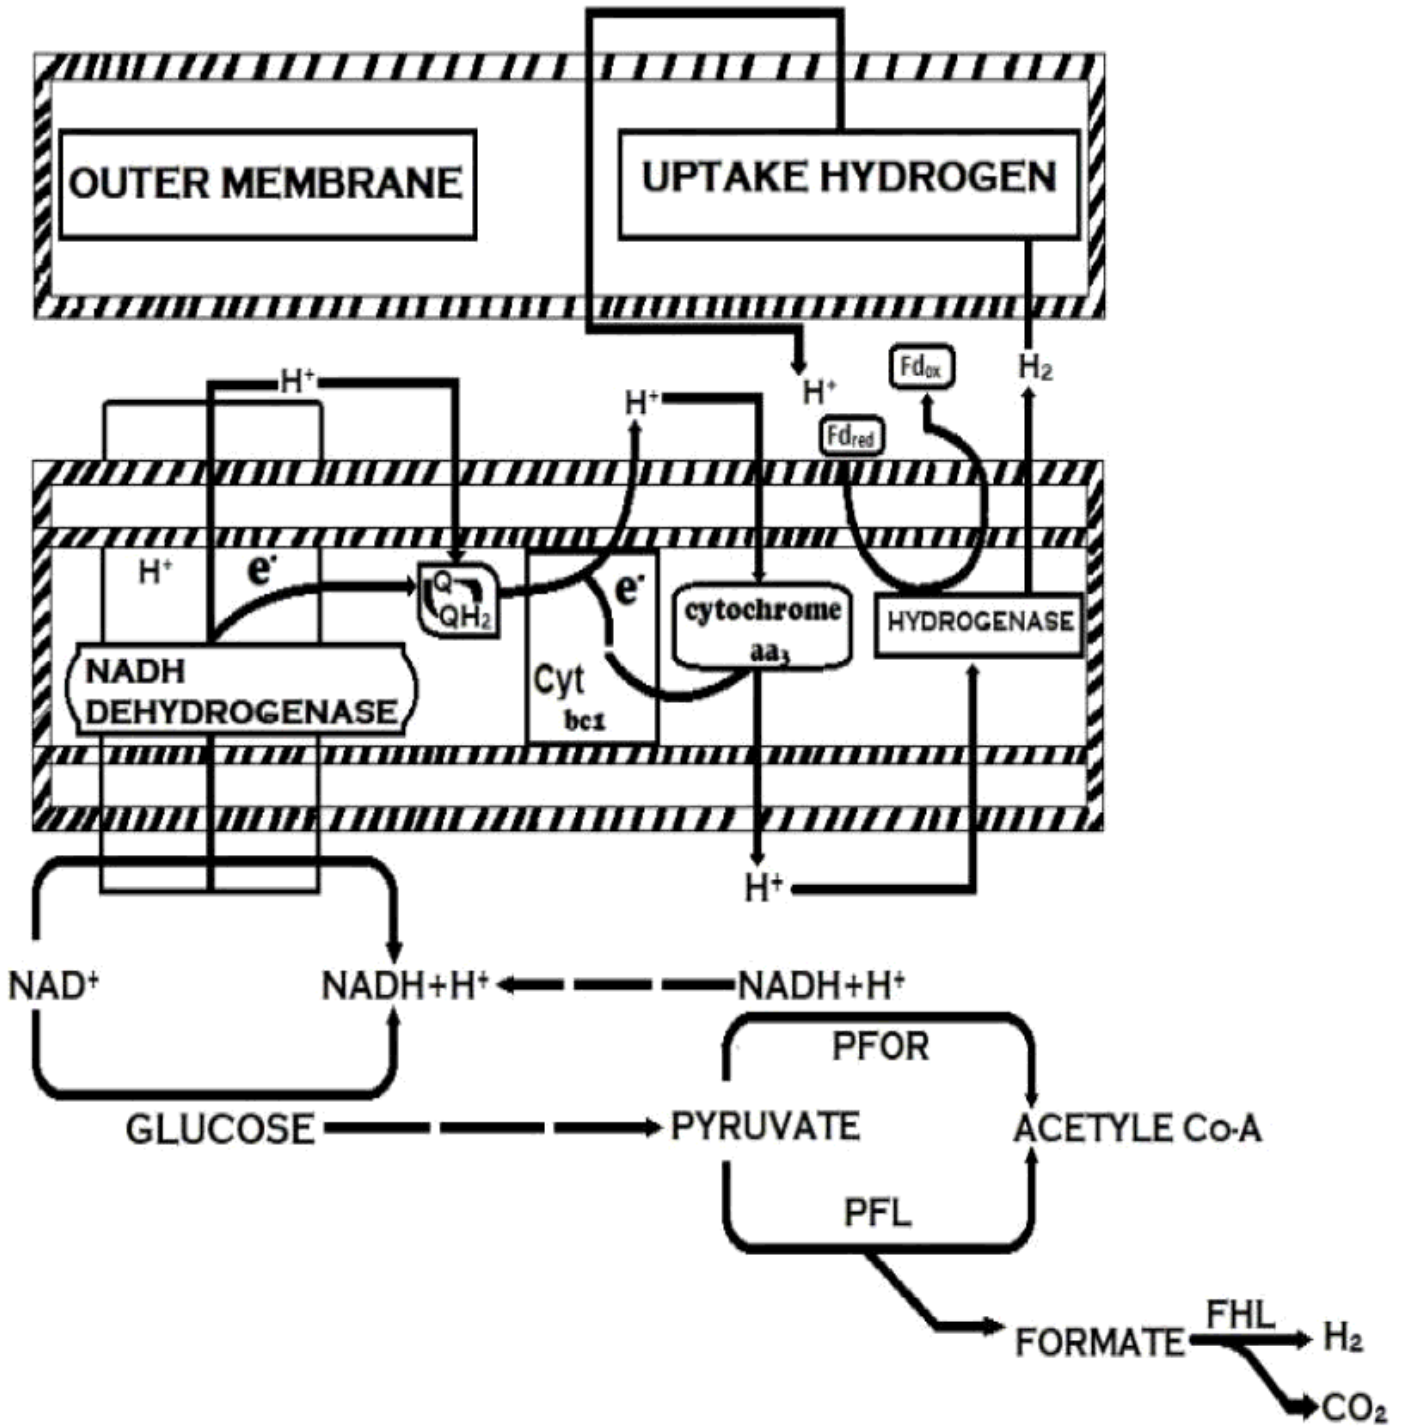 OUTER MEMBRANE
UPTAKE HYDROGEN
H⁺
H⁺
H⁺
Fdₒₓ
H₂
Fdred
H⁺
e⁻
Q
QH₂
e⁻
cytochrome
aa₃
HYDROGENASE
NADH
DEHYDROGENASE
Cyt
bc1
H⁺
NAD⁺
NADH+H⁺
NADH+H⁺
PFOR
GLUCOSE
PYRUVATE
ACETYLE Co-A
PFL
FORMATE
FHL
H₂
CO₂